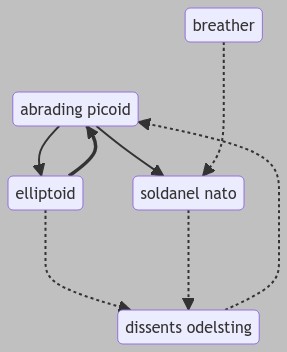 breather
abrading picoid
elliptoid
soldanel nato
dissents odelsting